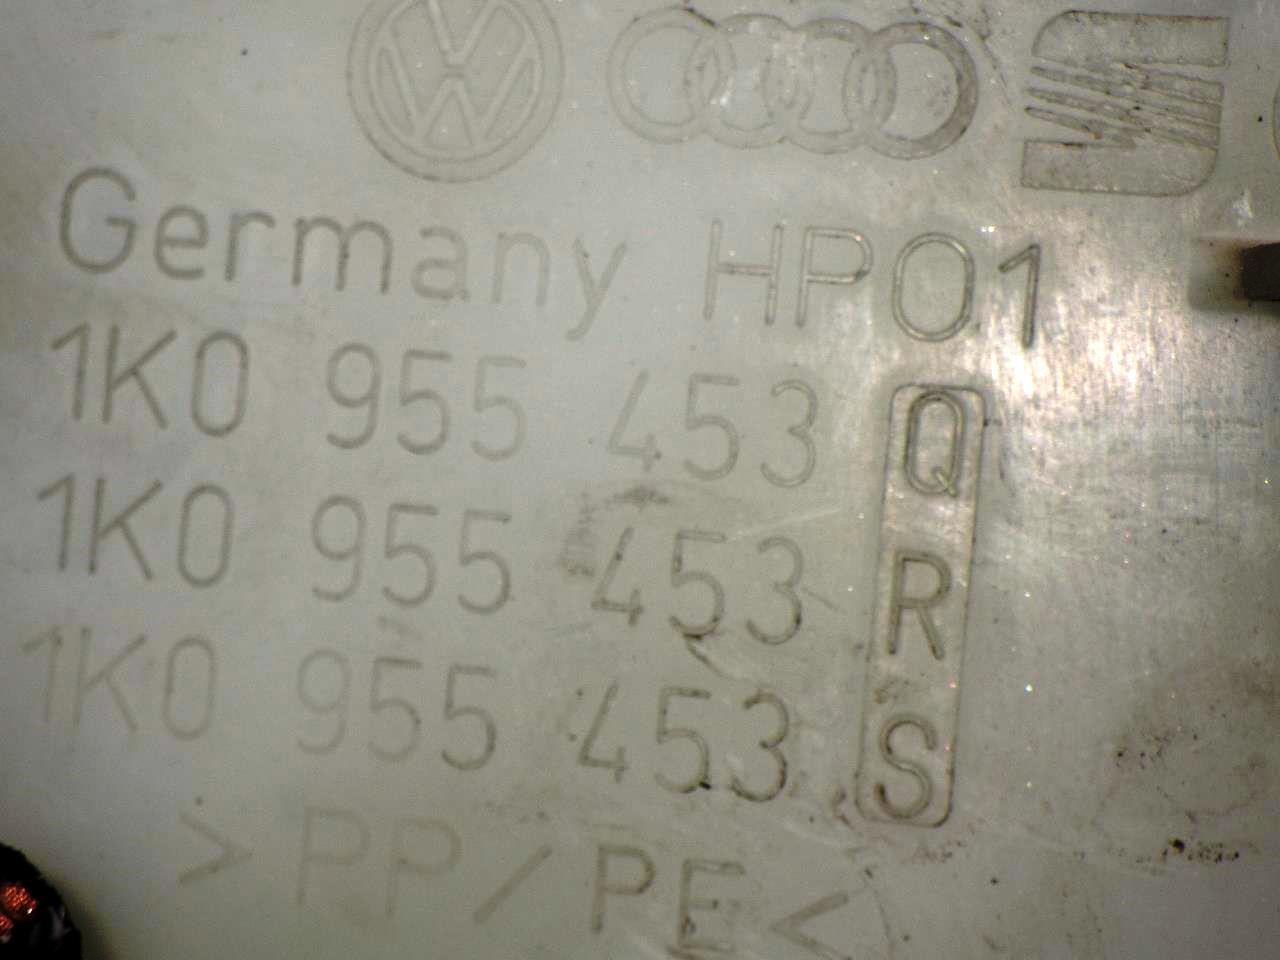 Germany HP01
1K0 955 453 Q
1K0 955 453 R
1K0 955 453 S
>PP/PE<